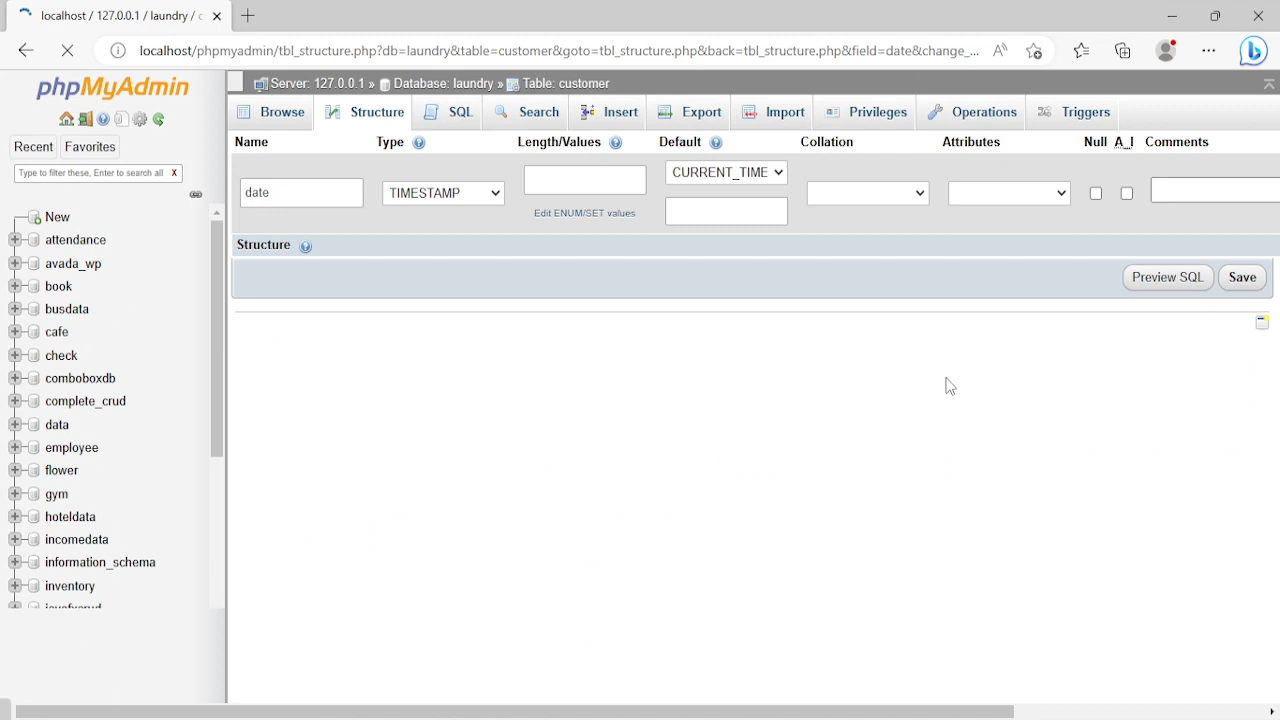 localhost / 127.0.0.1 / laundry / c
localhost/phpmyadmin/tbl_structure.php?db=laundry&table=customer&goto=tbl_structure.php&back=tbl_structure.php&field=date&change_...
phpMyAdmin
Server: 127.0.0.1 » Database: laundry » Table: customer
Browse Structure SQL Search Insert Export Import Privileges Operations Triggers
Recent Favorites
Type to filter these, Enter to search all X
Name Type Length/Values Default Collation Attributes Null A_I Comments
date TIMESTAMP CURRENT_TIME
Edit ENUM/SET values
Structure
Preview SQL Save
New
attendance
avada_wp
book
busdata
cafe
check
comboboxdb
complete_crud
data
employee
flower
gym
hoteldata
incomedata
information_schema
inventory